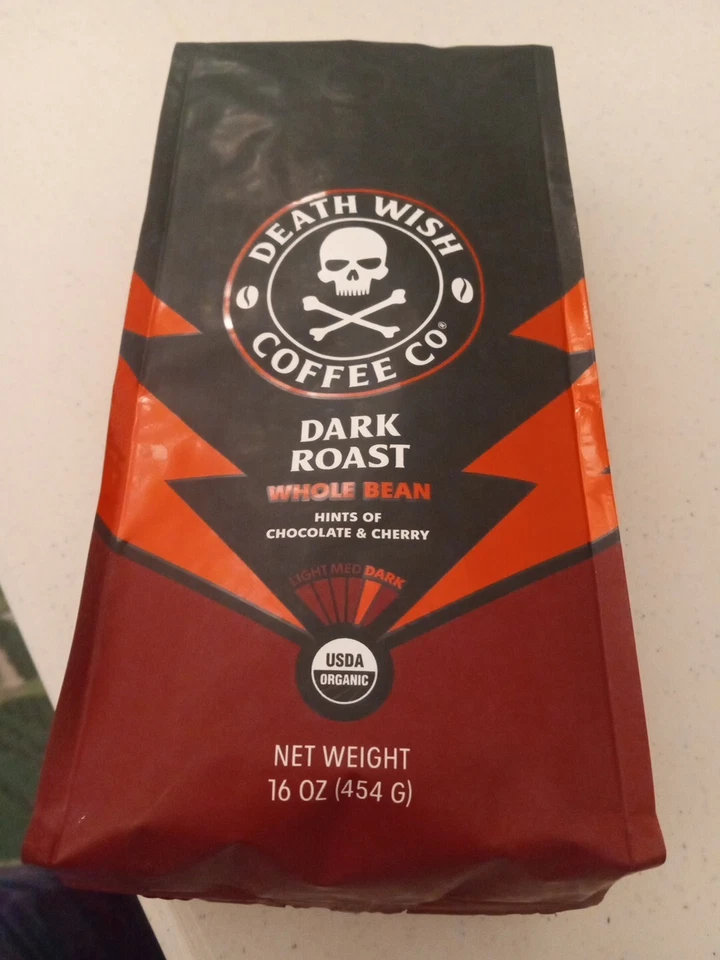 DEATH WISH
COFFEE CO®
DARK
ROAST
WHOLE BEAN
HINTS OF
CHOCOLATE & CHERRY
LIGHT MED DARK
USDA
ORGANIC
NET WEIGHT
16 OZ (454 G)